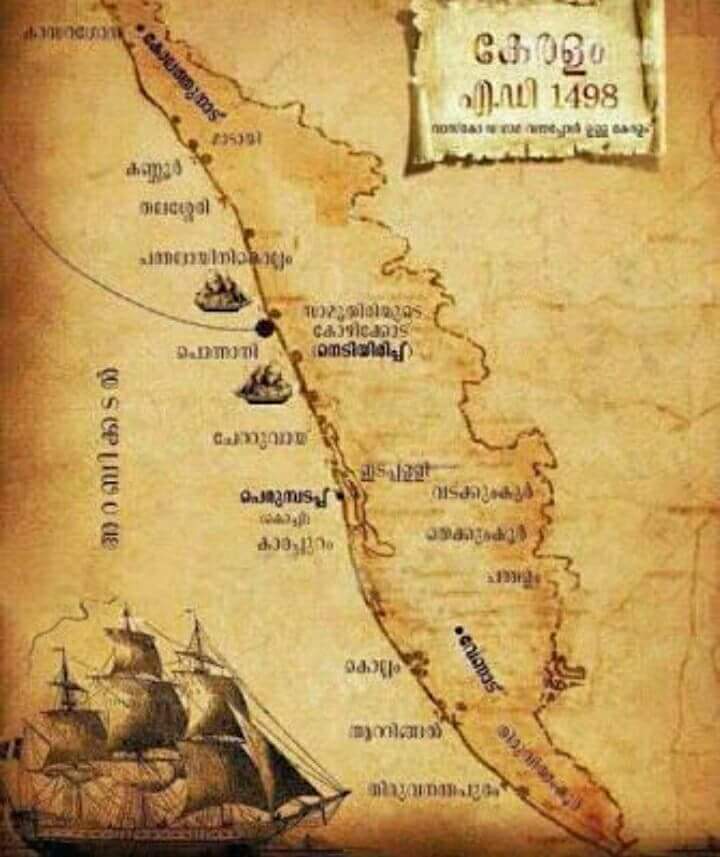 കേരളം
എ.ഡി 1498
വാസ്കോ ഡ ഗാമ വന്നപ്പോൾ ഉള്ള കേരളം
കാസറഗോഡ്
കോലത്തുനാട്
മാടായി
കണ്ണൂർ
തലശ്ശേരി
പന്തലായിനികൊല്ലം
സാമൂതിരിയുടെ
കോഴിക്കോട്
(നെടിയിരിപ്പ്)
പൊന്നാനി
അറബിക്കടൽ
ചേറ്റുവായ
ഇടപ്പള്ളി
പെരുമ്പടപ്പ്
(കൊച്ചി)
വടക്കുംകൂർ
കാരപ്പുറം
തെക്കുംകൂർ
പന്തളം
വേണാട്
കൊല്ലം
ആറ്റിങ്ങൽ
തിരുവിതാംകൂർ
തിരുവനന്തപുരം